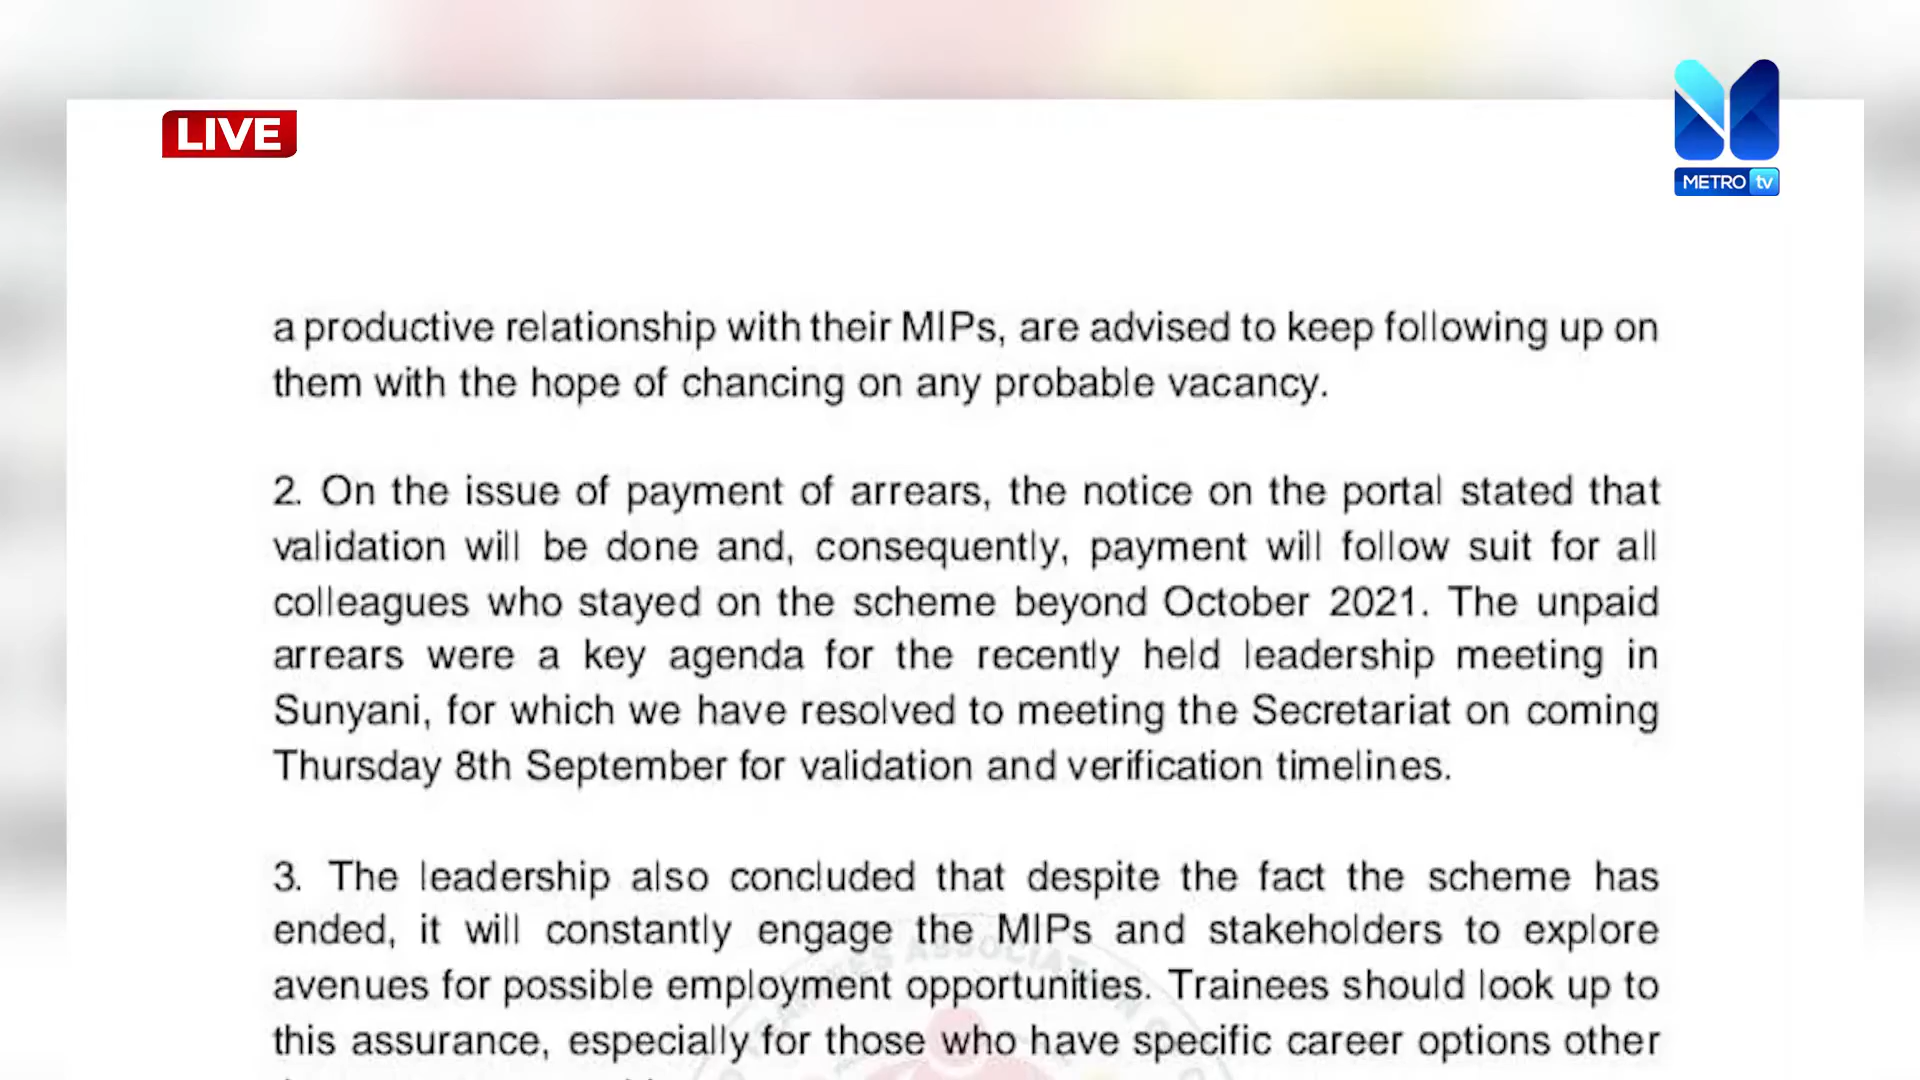 LIVE
METRO tv
a productive relationship with their MIPs, are advised to keep following up on
them with the hope of chancing on any probable vacancy.
2. On the issue of payment of arrears, the notice on the portal stated that
validation will be done and, consequently, payment will follow suit for all
colleagues who stayed on the scheme beyond October 2021. The unpaid
arrears were a key agenda for the recently held leadership meeting in
Sunyani, for which we have resolved to meeting the Secretariat on coming
Thursday 8th September for validation and verification timelines.
3. The leadership also concluded that despite the fact the scheme has
ended, it will constantly engage the MIPs and stakeholders to explore
avenues for possible employment opportunities. Trainees should look up to
this assurance, especially for those who have specific career options other